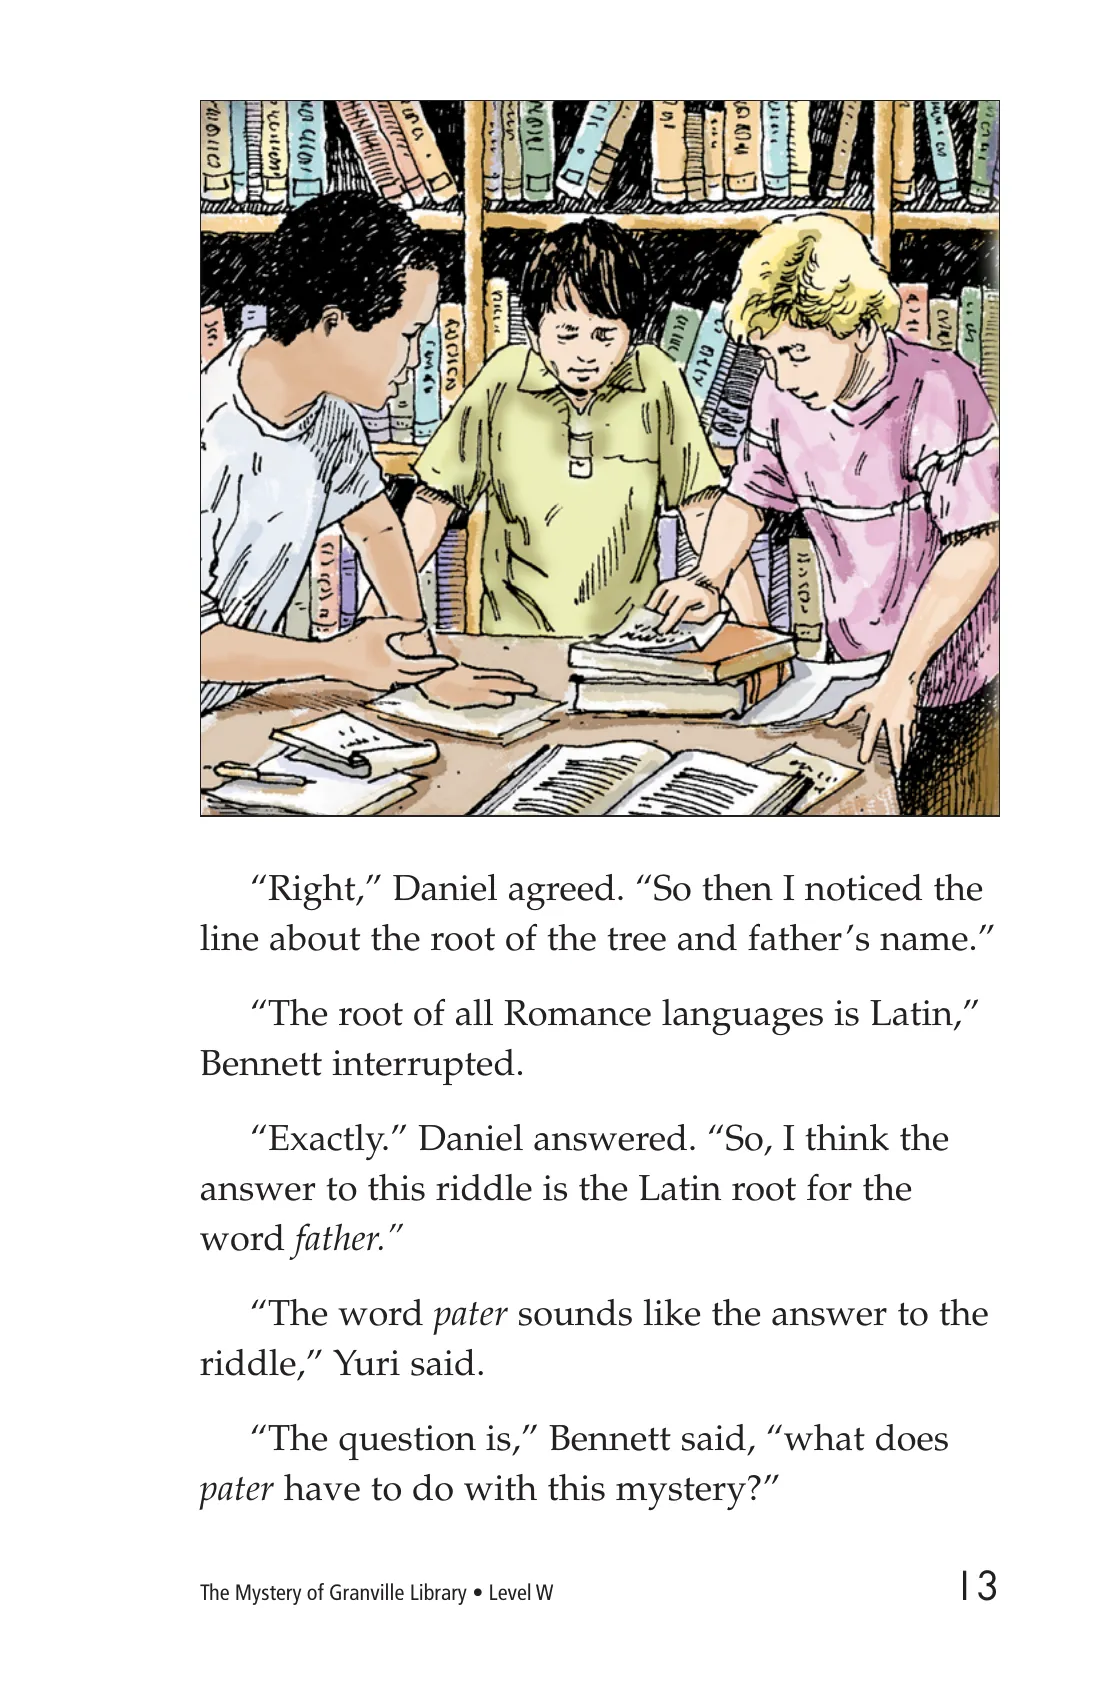 “Right,” Daniel agreed. “So then I noticed the
line about the root of the tree and father’s name.”
“The root of all Romance languages is Latin,”
Bennett interrupted.
“Exactly.” Daniel answered. “So, I think the
answer to this riddle is the Latin root for the
word father.”
“The word pater sounds like the answer to the
riddle,” Yuri said.
“The question is,” Bennett said, “what does
pater have to do with this mystery?”
The Mystery of Granville Library • Level W
13